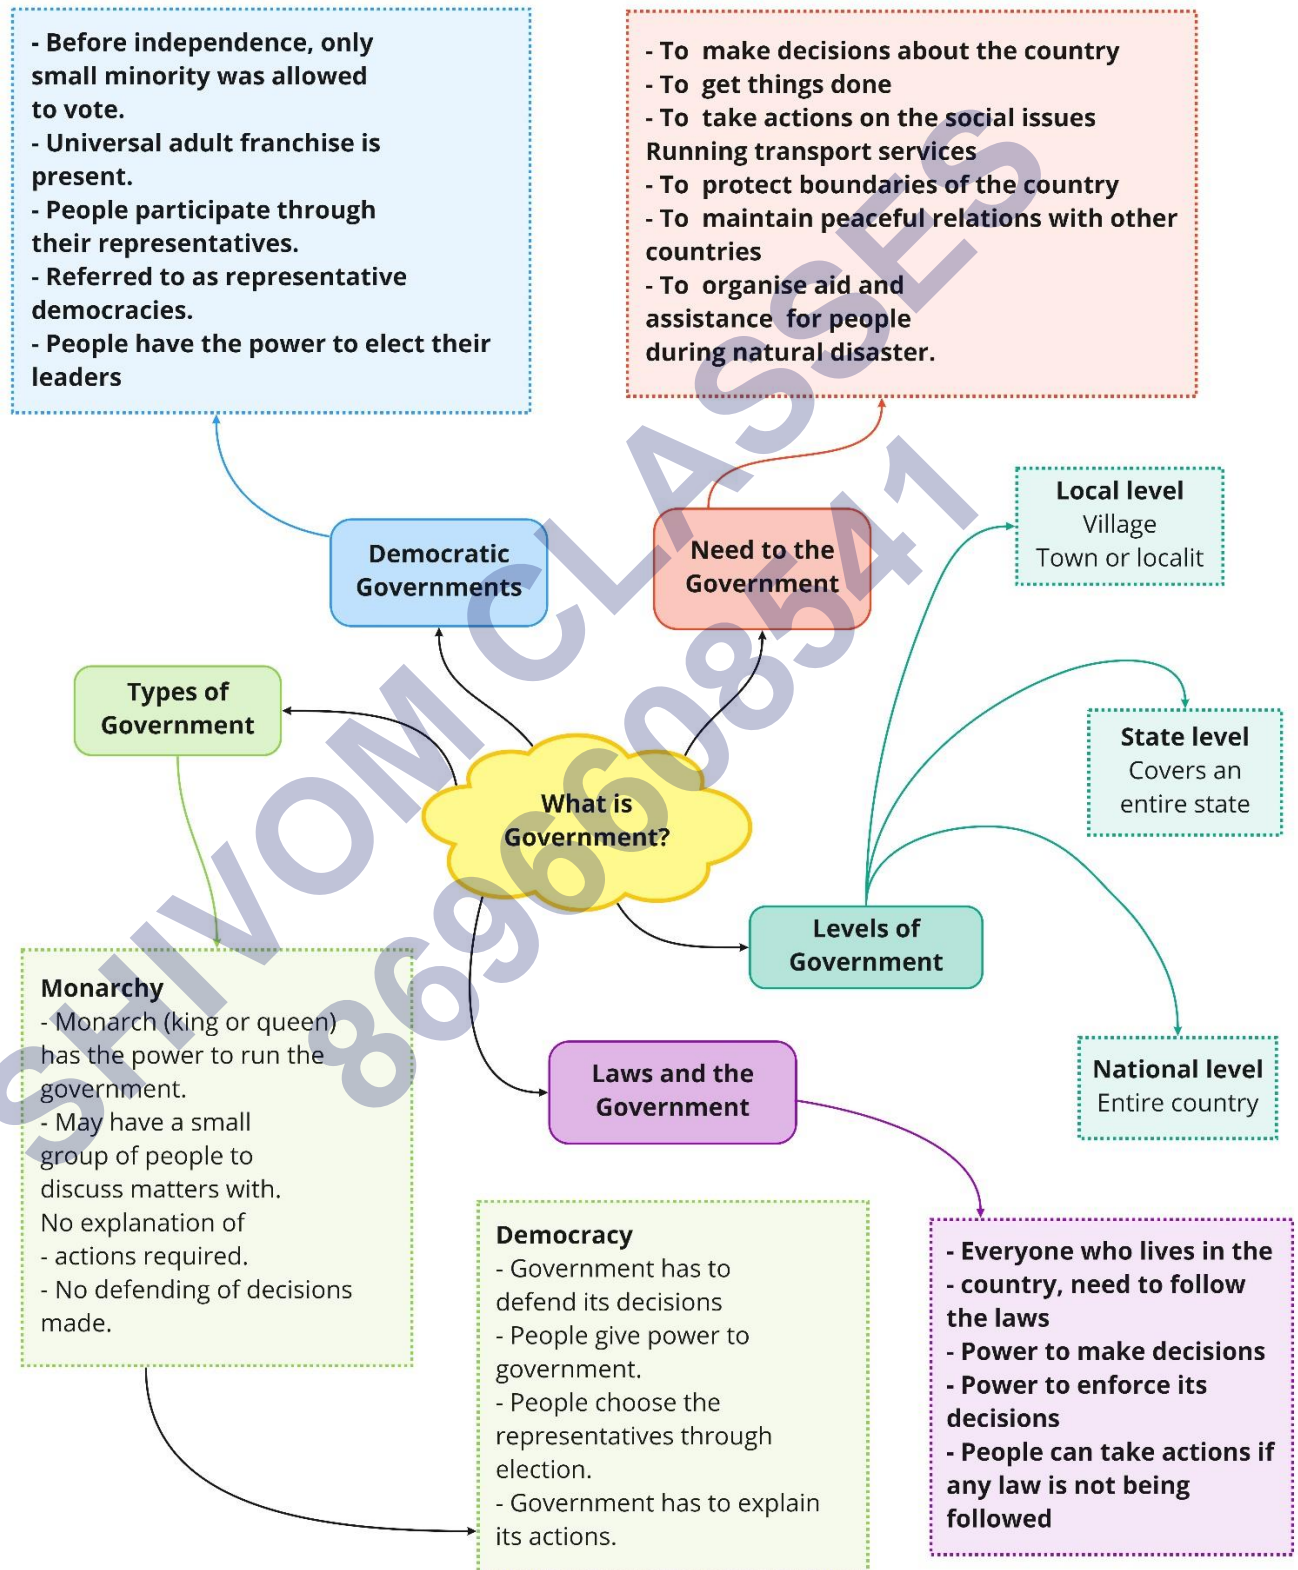 - Before independence, only
small minority was allowed
to vote.
- Universal adult franchise is
present.
- People participate through
their representatives.
- Referred to as representative
democracies.
- People have the power to elect their
leaders
- To make decisions about the country
- To get things done
- To take actions on the social issues
Running transport services
- To protect boundaries of the country
- To maintain peaceful relations with other
countries
- To organise aid and
assistance for people
during natural disaster.
Democratic
Governments
Need to the
Government
Local level
Village
Town or localit
Types of
Government
State level
Covers an
entire state
What is
Government?
Levels of
Government
Monarchy
- Monarch (king or queen)
has the power to run the
government.
- May have a small
group of people to
discuss matters with.
No explanation of
- actions required.
- No defending of decisions
made.
Laws and the
Government
National level
Entire country
Democracy
- Government has to
defend its decisions
- People give power to
government.
- People choose the
representatives through
election.
- Government has to explain
its actions.
- Everyone who lives in the
- country, need to follow
the laws
- Power to make decisions
- Power to enforce its
decisions
- People can take actions if
any law is not being
followed
SHIVOM CLASSES
8696608541